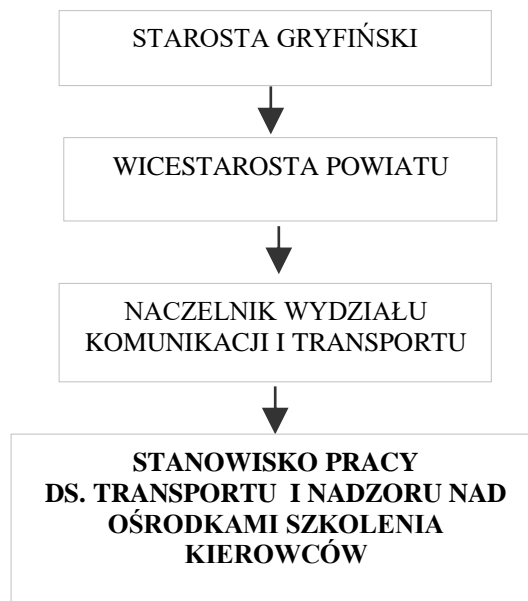 STAROSTA GRYFIŃSKI
WICESTAROSTA POWIATU
NACZELNIK WYDZIAŁU
KOMUNIKACJI I TRANSPORTU
STANOWISKO PRACY
DS. TRANSPORTU I NADZORU NAD
OŚRODKAMI SZKOLENIA
KIEROWCÓW